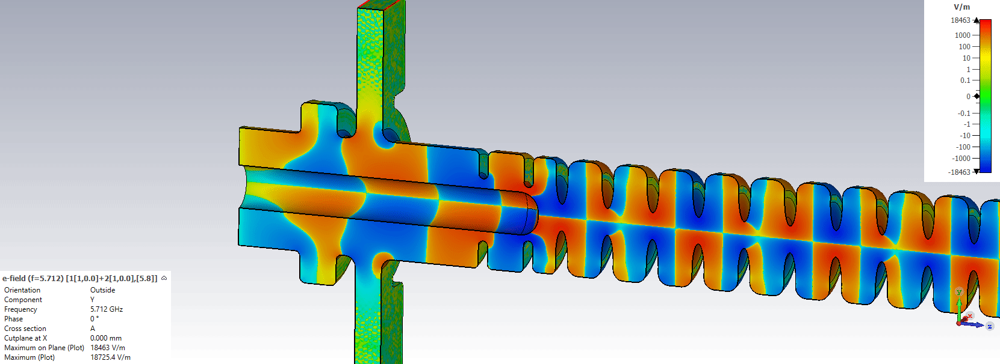 V/m
18463
1000
100
10
1
0.1
0
-0.1
-1
-10
-100
-1000
-18463
e-field (f=5.712) [1[1,0.0]+2[1,0.0],[5.8]]
Orientation Outside
Component Y
Frequency 5.712 GHz
Phase 0 °
Cross section A
Cutplane at X 0.000 mm
Maximum on Plane (Plot) 18463 V/m
Maximum (Plot) 18725.4 V/m
y
x
z